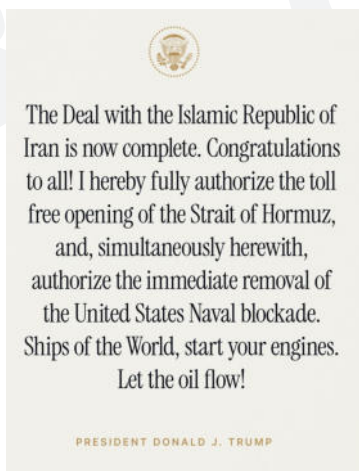 The Deal with the Islamic Republic of
Iran is now complete. Congratulations
to all! I hereby fully authorize the toll
free opening of the Strait of Hormuz,
and, simultaneously herewith,
authorize the immediate removal of
the United States Naval blockade.
Ships of the World, start your engines.
Let the oil flow!
PRESIDENT DONALD J. TRUMP